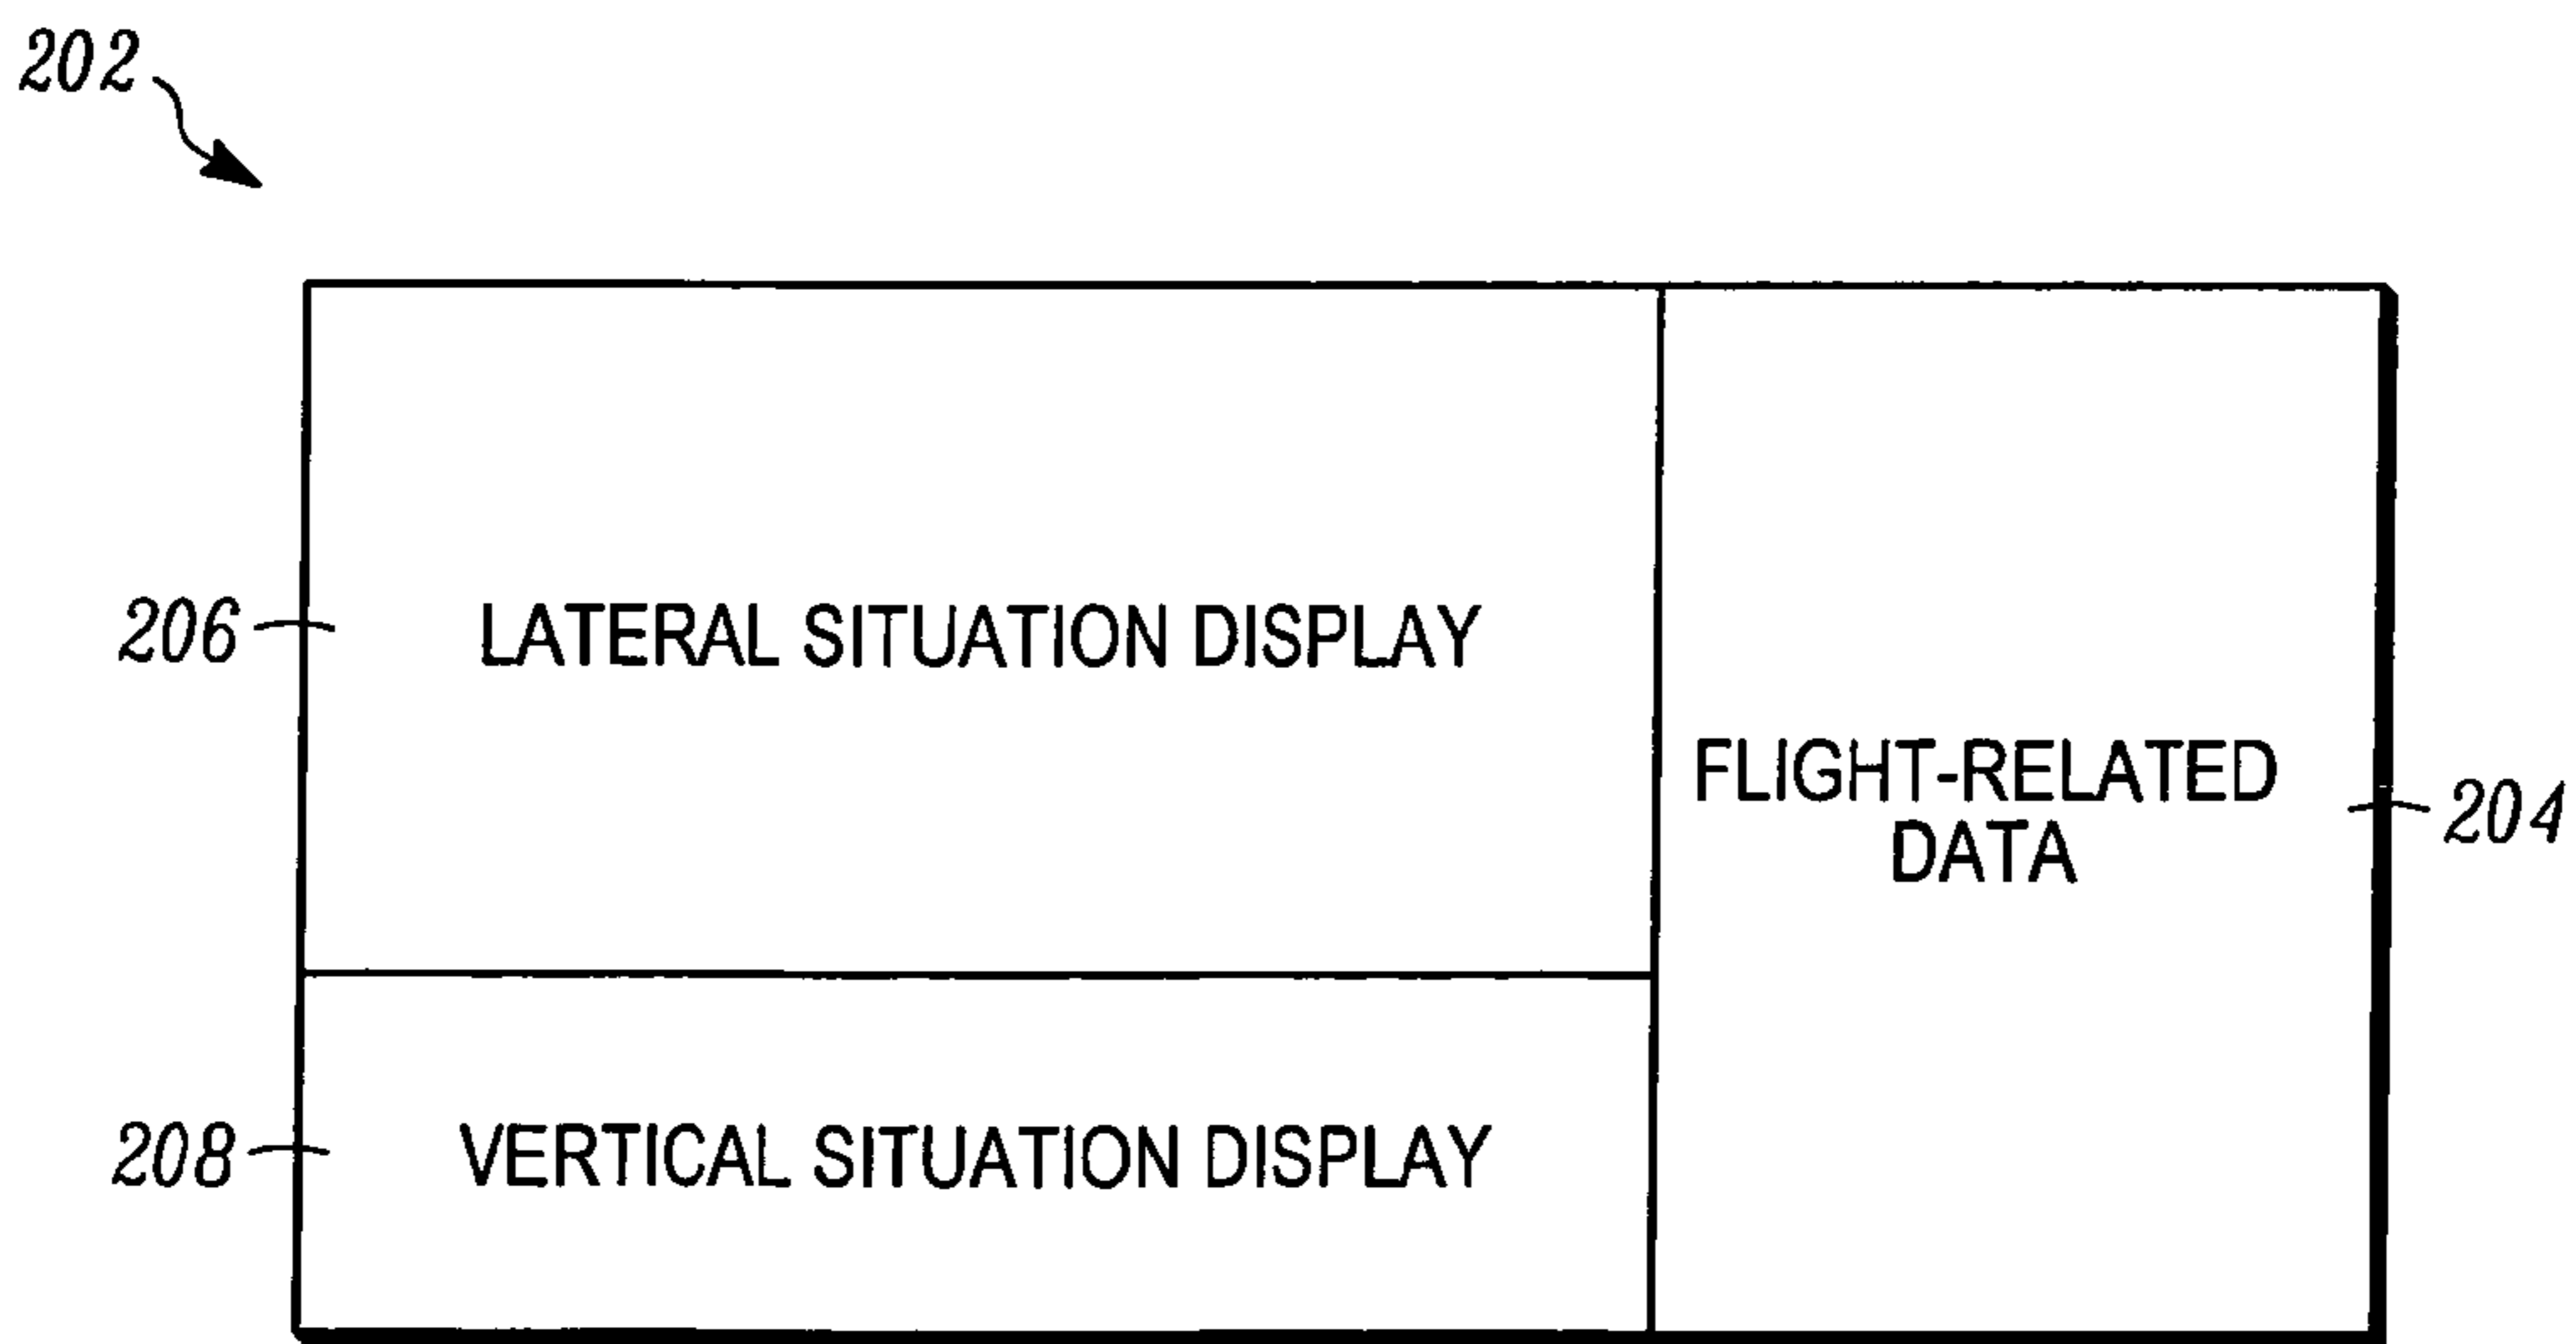 202
206
LATERAL SITUATION DISPLAY
FLIGHT-RELATED
DATA
204
208
VERTICAL SITUATION DISPLAY